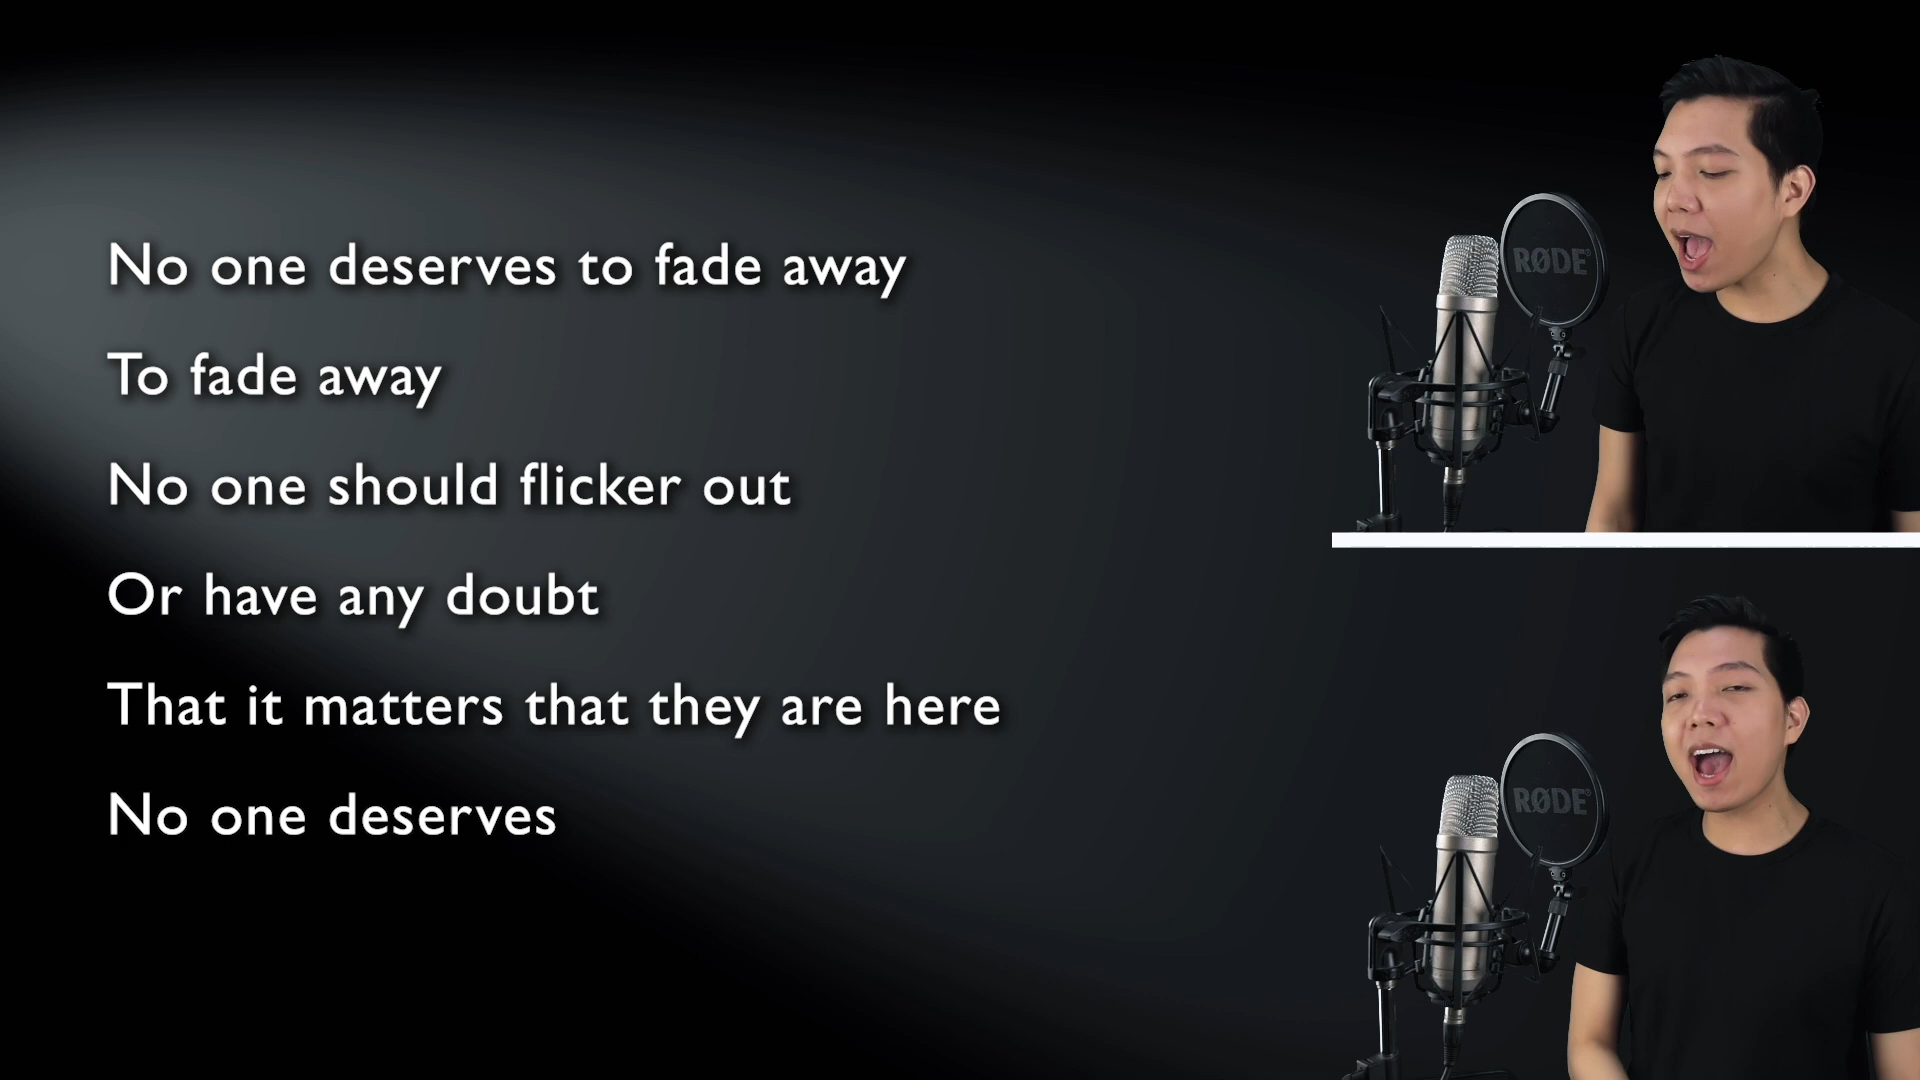 No one deserves to fade away
To fade away
No one should flicker out
Or have any doubt
That it matters that they are here
No one deserves
RØDE
RØDE